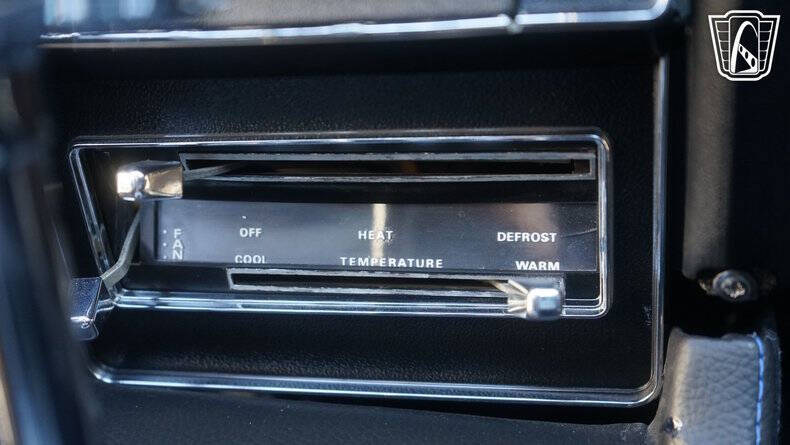 FAN
OFF HEAT DEFROST
COOL TEMPERATURE WARM